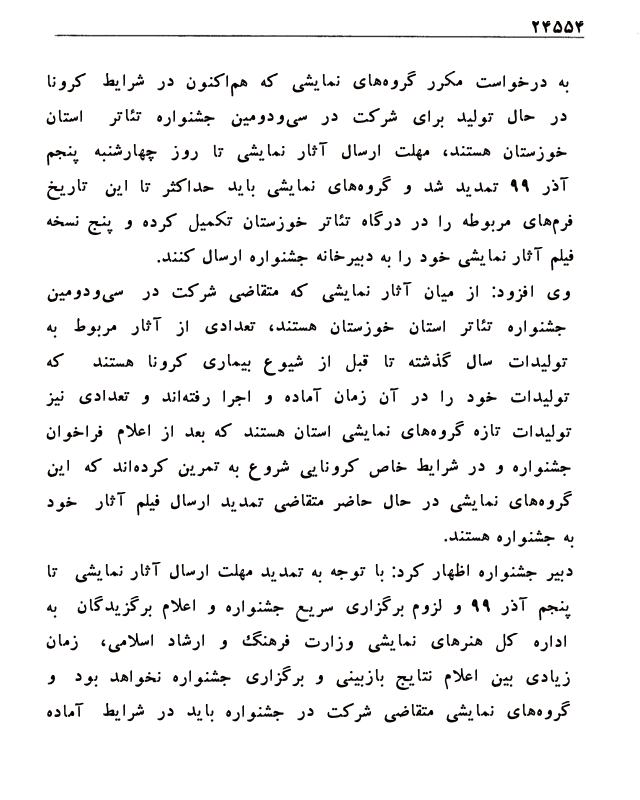 ۲۴۵۵۴
به درخواست مکرر گروه‌های نمایشی که هم‌اکنون در شرایط کرونا
در حال تولید برای شرکت در سی‌ودومین جشنواره تئاتر استان
خوزستان هستند، مهلت ارسال آثار نمایشی تا روز چهارشنبه پنجم
آذر ۹۹ تمدید شد و گروه‌های نمایشی باید حداکثر تا این تاریخ
فرم‌های مربوطه را در درگاه تئاتر خوزستان تکمیل کرده و پنج نسخه
فیلم آثار نمایشی خود را به دبیرخانه جشنواره ارسال کنند.
وی افزود: از میان آثار نمایشی که متقاضی شرکت در سی‌ودومین
جشنواره تئاتر استان خوزستان هستند، تعدادی از آثار مربوط به
تولیدات سال گذشته تا قبل از شیوع بیماری کرونا هستند که
تولیدات خود را در آن زمان آماده و اجرا رفته‌اند و تعدادی نیز
تولیدات تازه گروه‌های نمایشی استان هستند که بعد از اعلام فراخوان
جشنواره و در شرایط خاص کرونایی شروع به تمرین کرده‌اند که این
گروه‌های نمایشی در حال حاضر متقاضی تمدید ارسال فیلم آثار خود
به جشنواره هستند.
دبیر جشنواره اظهار کرد: با توجه به تمدید مهلت ارسال آثار نمایشی تا
پنجم آذر ۹۹ و لزوم برگزاری سریع جشنواره و اعلام برگزیدگان به
اداره کل هنرهای نمایشی وزارت فرهنگ و ارشاد اسلامی، زمان
زیادی بین اعلام نتایج بازبینی و برگزاری جشنواره نخواهد بود و
گروه‌های نمایشی متقاضی شرکت در جشنواره باید در شرایط آماده